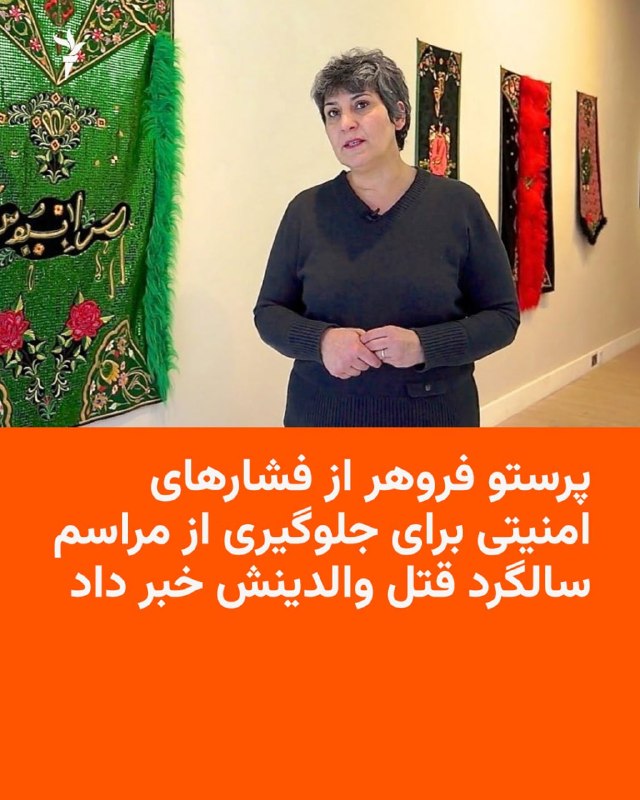 پرستو فروهر از فشارهای
امنیتی برای جلوگیری از مراسم
سالگرد قتل والدینش خبر داد